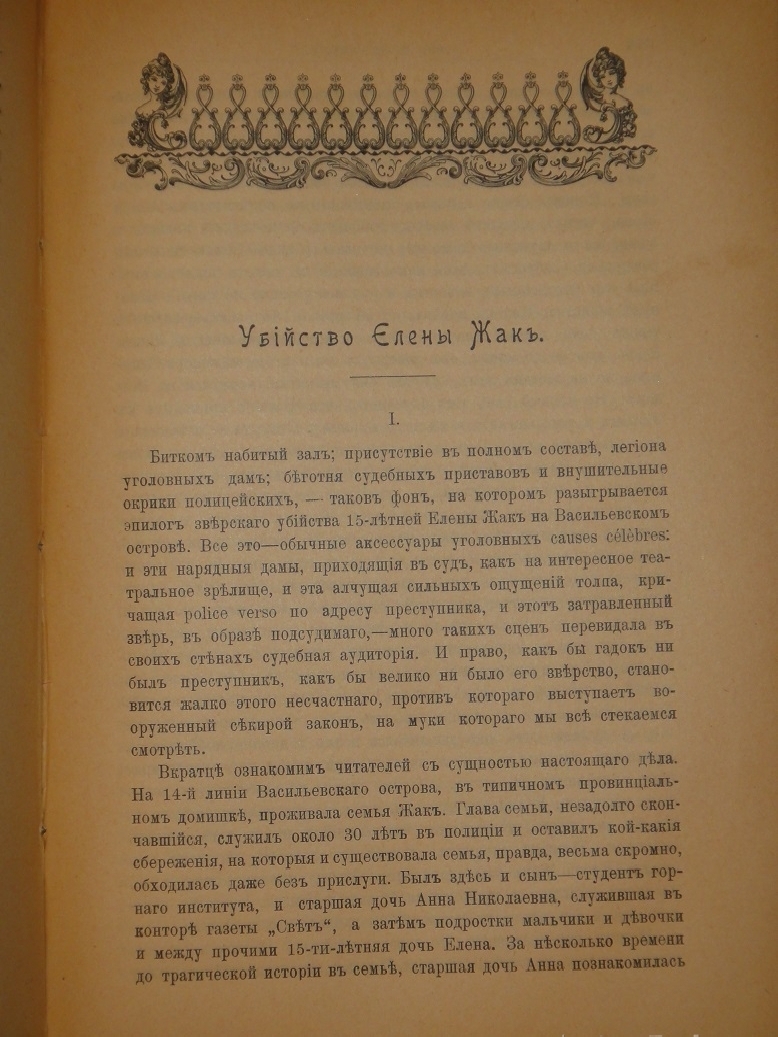 Убійство Елены Жакъ.
I.
Биткомъ набитый залъ; присутствіе въ полномъ составѣ, легіона
уголовныхъ дамъ; бѣготня судебныхъ приставовъ и внушительные
окрики полицейскихъ, — таковъ фонъ, на которомъ разыгрывается
эпилогъ звѣрскаго убійства 15-лѣтней Елены Жакъ на Васильевскомъ
островѣ. Все это—обычные аксессуары уголовныхъ causes célèbres:
и эти нарядныя дамы, приходящія въ судъ, какъ на интересное теа-
тральное зрѣлище, и эта алчущая сильныхъ ощущеній толпа, кри-
чащая police verso по адресу преступника, и этотъ затравленный
звѣрь, въ образѣ подсудимаго,—много такихъ сценъ перевидала въ
своихъ стѣнахъ судебная аудиторія. И право, какъ бы гадокъ ни
былъ преступникъ, какъ бы велико ни было его звѣрство, стано-
вится жалко этого несчастнаго, противъ котораго выступаетъ во-
оруженный сѣкирой законъ, на муки котораго мы всѣ стекаемся
смотрѣть.
Вкратцѣ ознакомимъ читателей съ сущностью настоящаго дѣла.
На 14-й линіи Васильевскаго острова, въ типичномъ провинціаль-
номъ домишкѣ, проживала семья Жакъ. Глава семьи, незадолго скон-
чавшійся, служилъ около 30 лѣтъ въ полиціи и оставилъ кой-какія
сбереженія, на которыя и существовала семья, правда, весьма скромно,
обходилась даже безъ прислуги. Былъ здѣсь и сынъ—студентъ гор-
наго института, и старшая дочь Анна Николаевна, служившая въ
конторѣ газеты „Свѣтъ“, а затѣмъ подростки мальчики и дѣвочки
и между прочими 15-ти-лѣтняя дочь Елена. За нѣсколько времени
до трагической исторіи въ семьѣ, старшая дочь Анна познакомилась